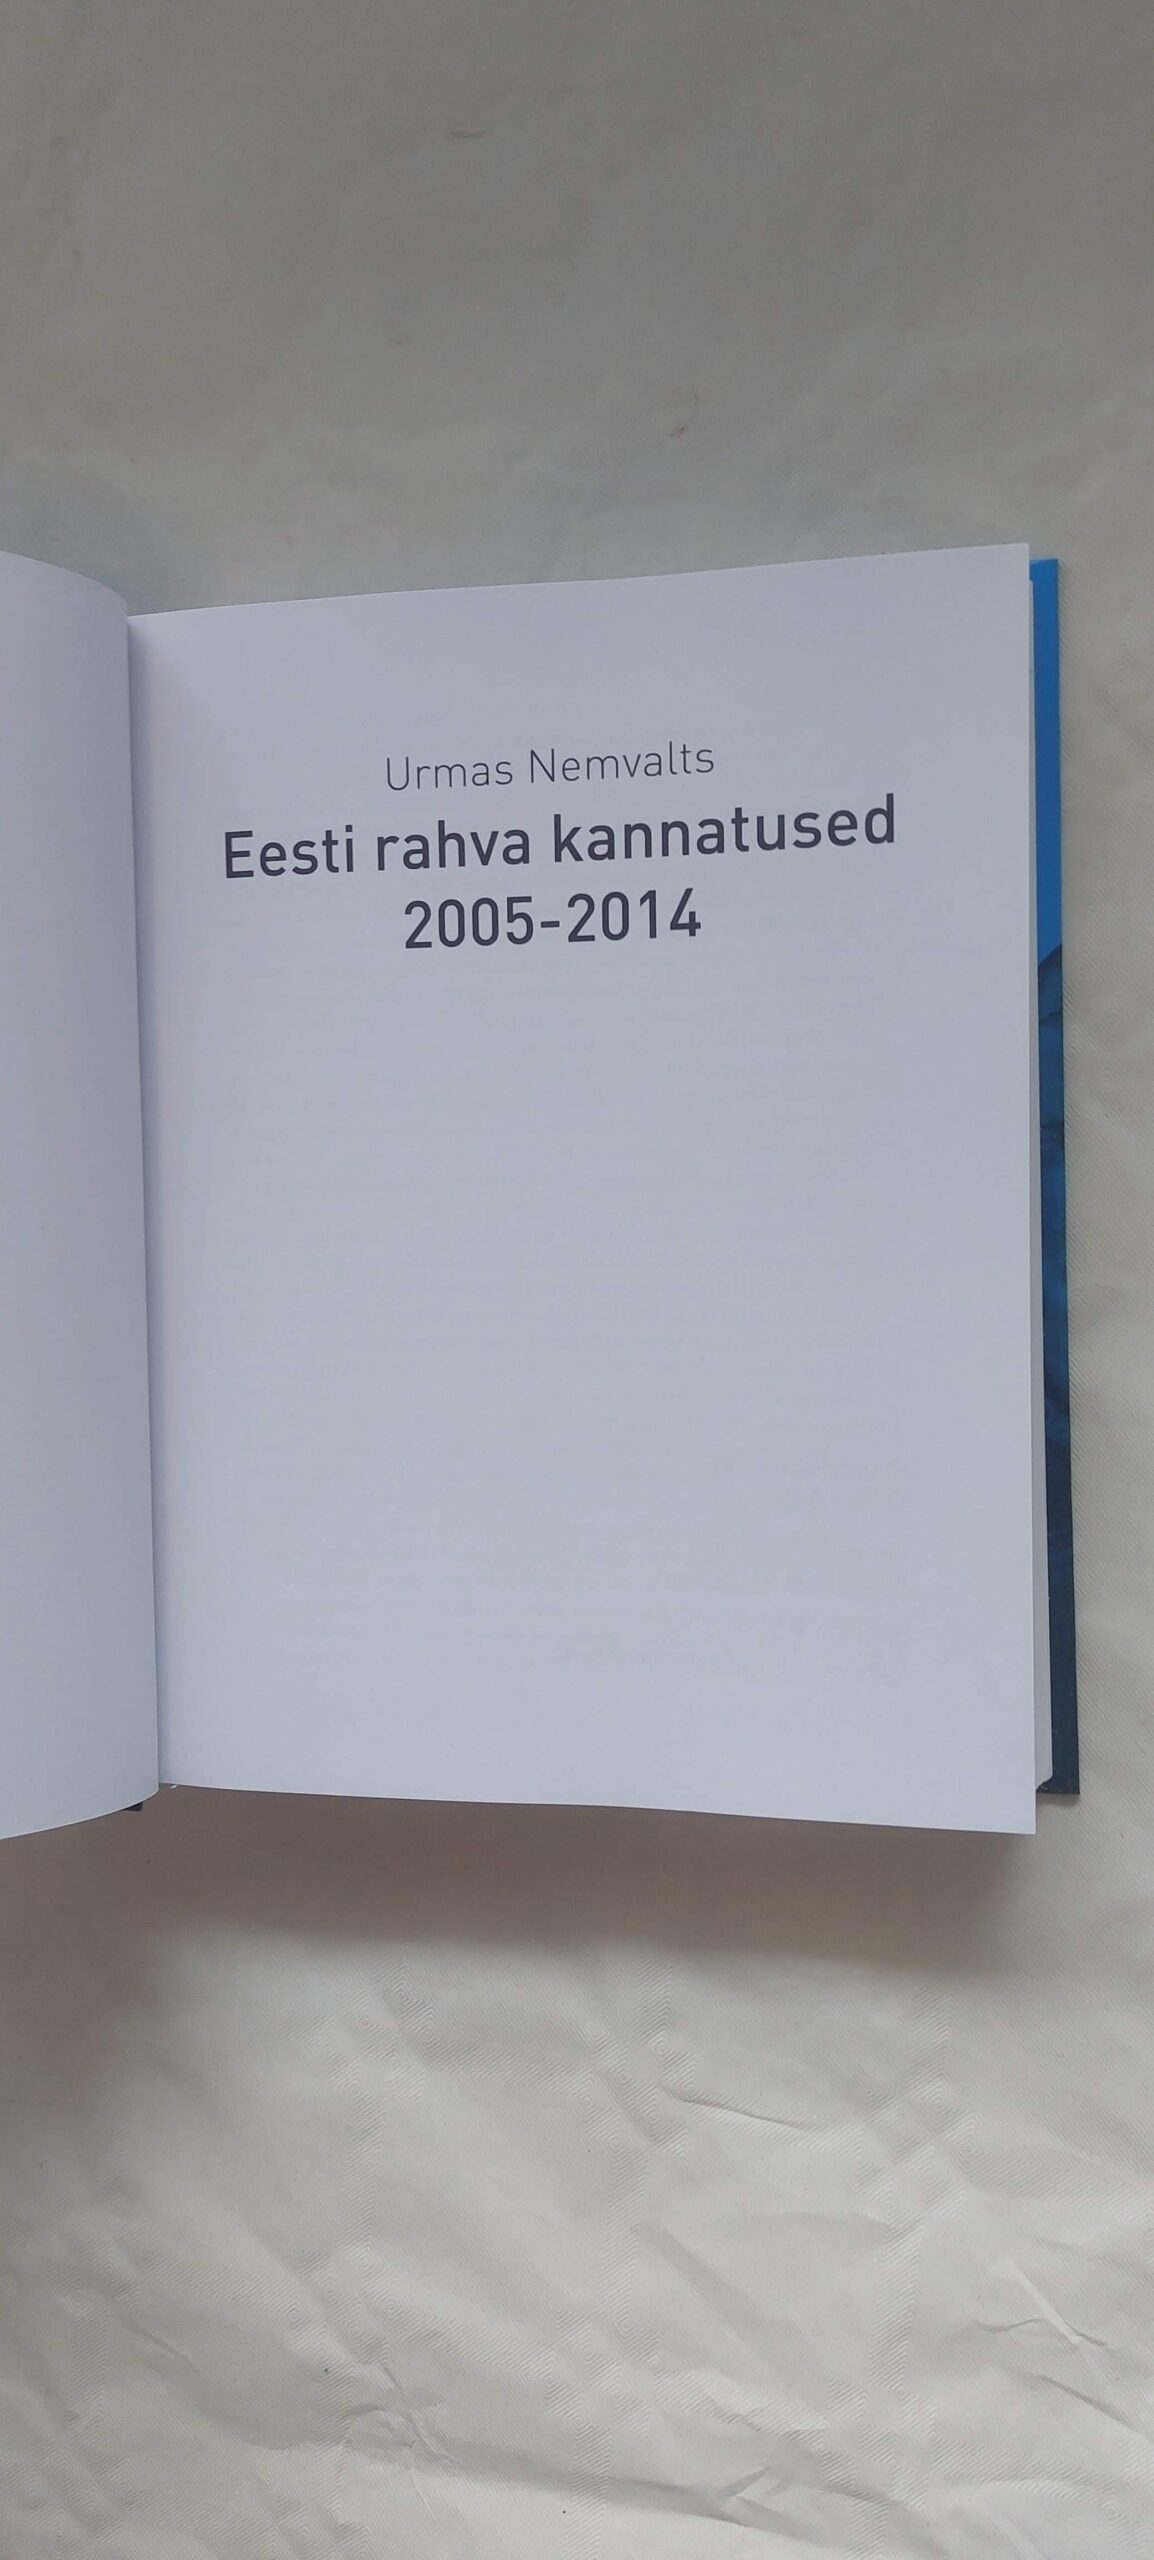 Urmas Nemvalts
Eesti rahva kannatused
2005-2014